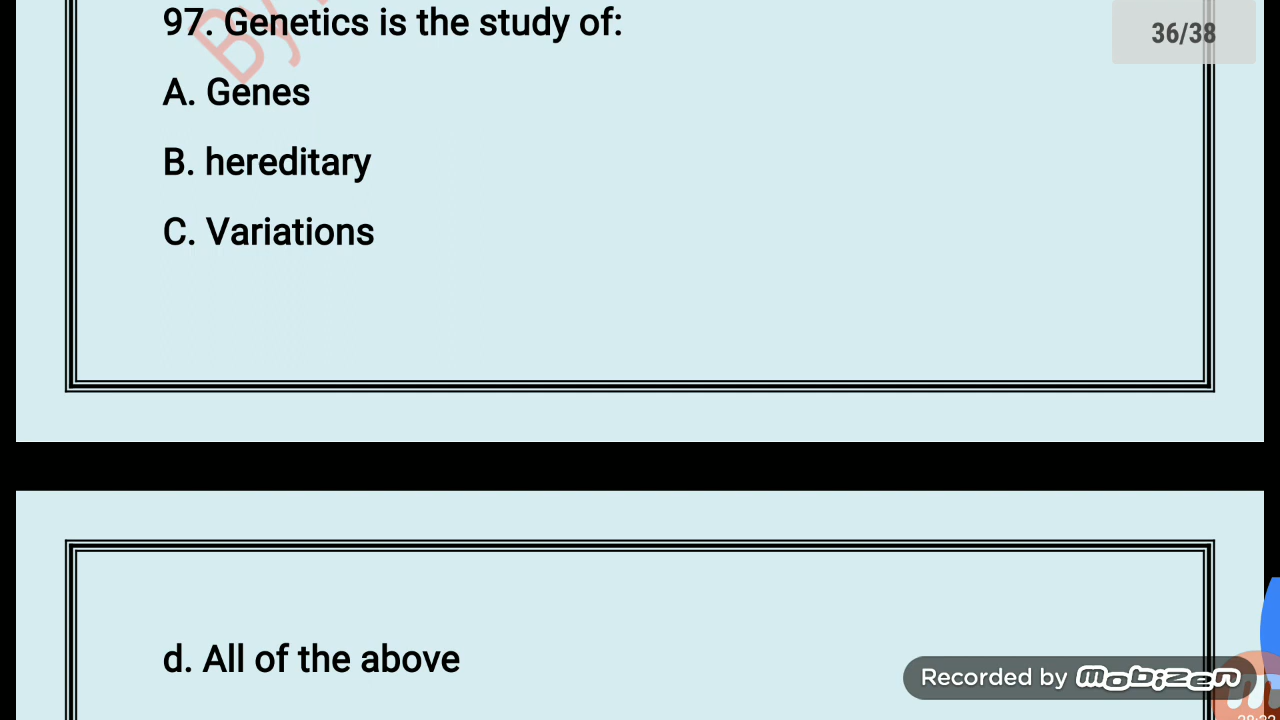 97. Genetics is the study of:
36/38
A. Genes
B. hereditary
C. Variations
d. All of the above
Recorded by mobizen